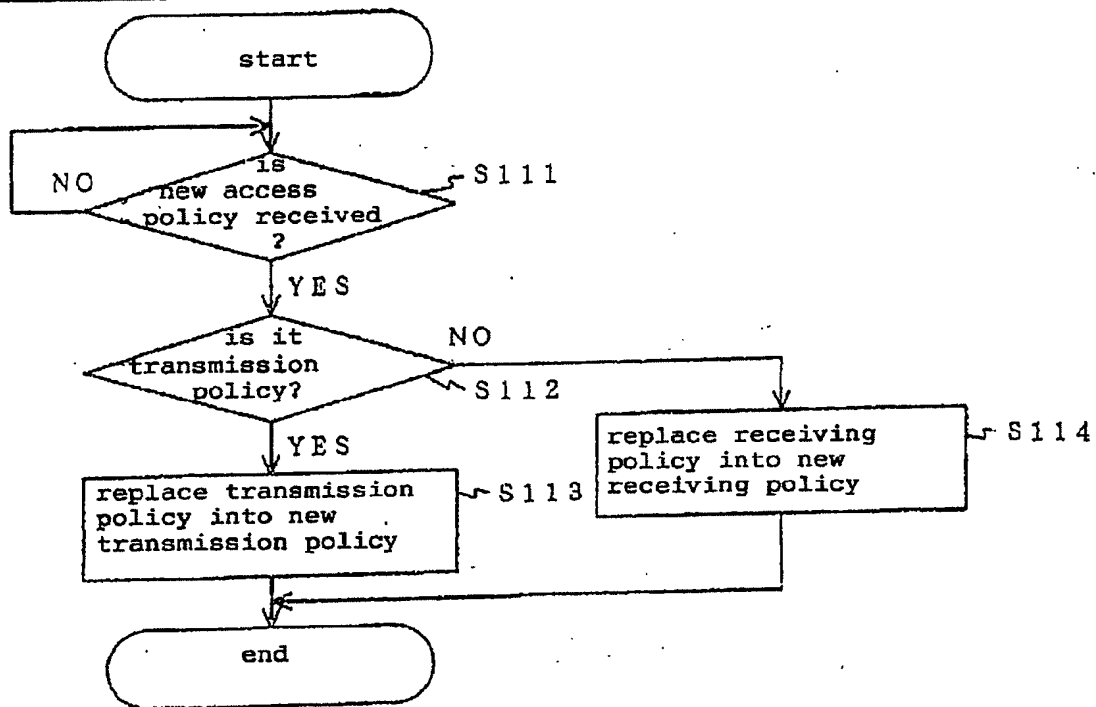 start
is
NO
new access
policy received
?
S111
YES
is it
transmission
policy?
NO
S112
YES
replace transmission
policy into new
transmission policy
S113
replace receiving
policy into new
receiving policy
S114
end